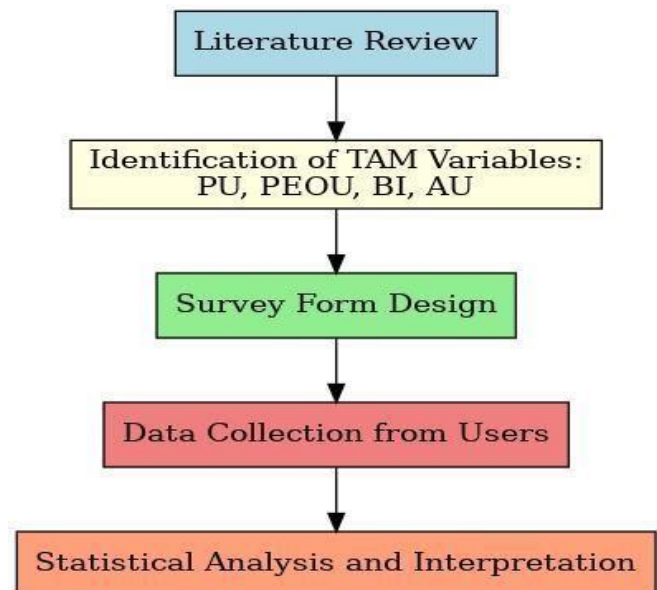 Literature Review
Identification of TAM Variables:
PU, PEOU, BI, AU
Survey Form Design
Data Collection from Users
Statistical Analysis and Interpretation